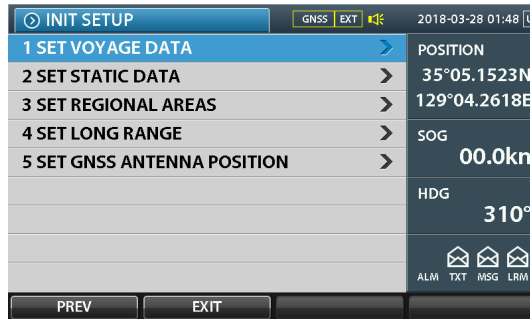 INIT SETUP
GNSS EXT
2018-03-28 01:48
1 SET VOYAGE DATA
2 SET STATIC DATA
3 SET REGIONAL AREAS
4 SET LONG RANGE
5 SET GNSS ANTENNA POSITION
POSITION
35°05.1523N
129°04.2618E
SOG
00.0kn
HDG
310°
ALM TXT MSG LRM
PREV EXIT